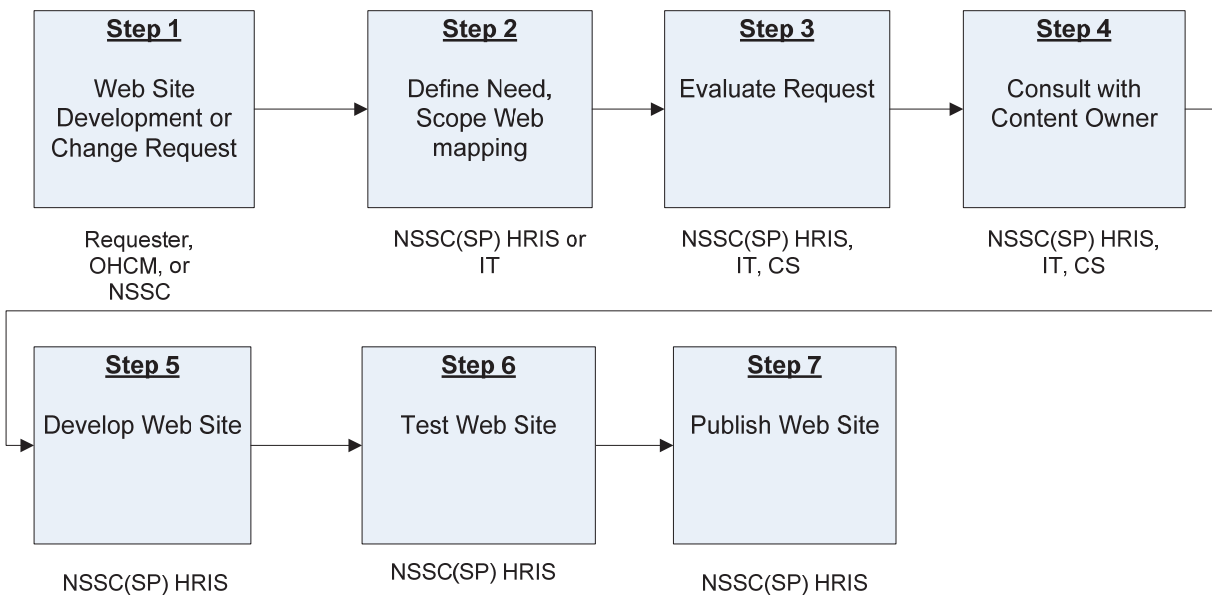 Step 1
Web Site
Development or
Change Request
Requester,
OHCM, or
NSSC
Step 2
Define Need,
Scope Web
mapping
NSSC(SP) HRIS or
IT
Step 3
Evaluate Request
NSSC(SP) HRIS,
IT, CS
Step 4
Consult with
Content Owner
NSSC(SP) HRIS,
IT, CS
Step 5
Develop Web Site
NSSC(SP) HRIS
Step 6
Test Web Site
NSSC(SP) HRIS
Step 7
Publish Web Site
NSSC(SP) HRIS